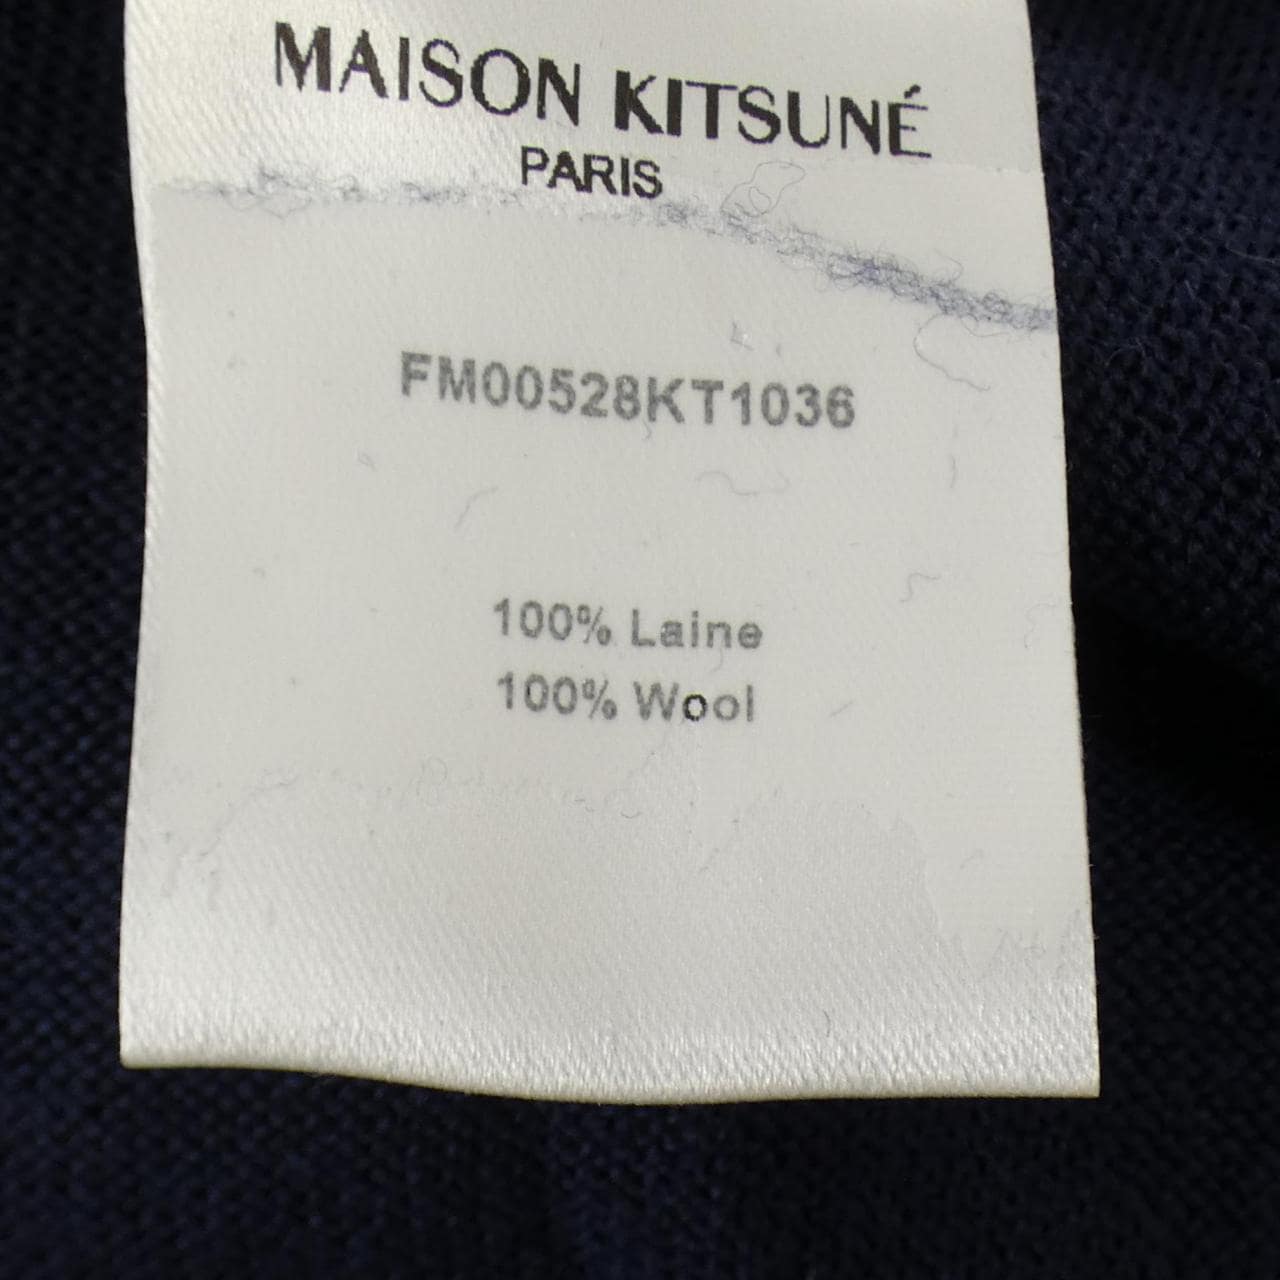 MAISON KITSUNÉ
PARIS
FM00528KT1036
100% Laine
100% Wool